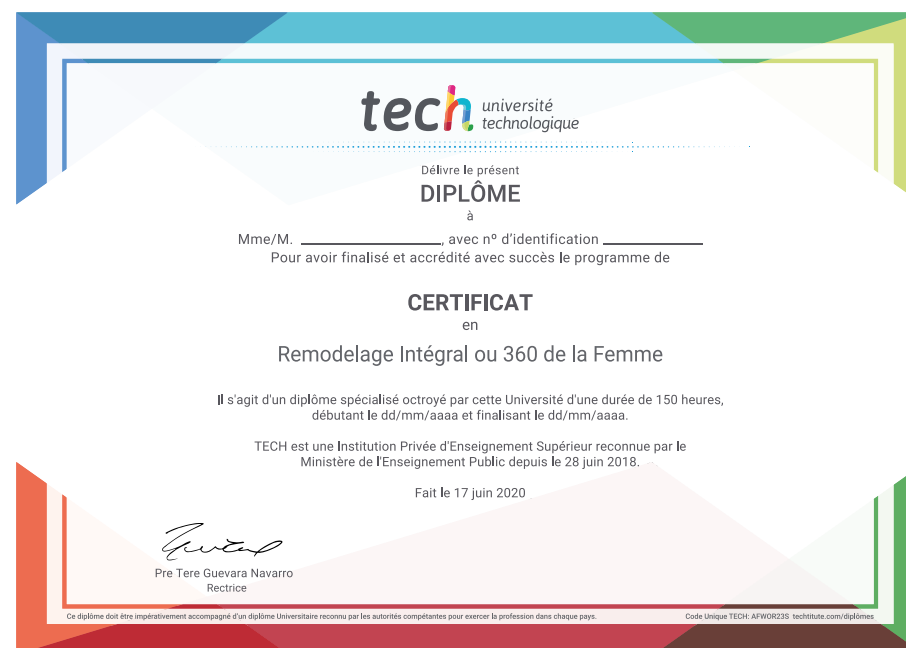 tech université
technologique
Délivre le présent
DIPLÔME
à
Mme/M. ____________________, avec nº d'identification ______________
Pour avoir finalisé et accrédité avec succès le programme de
CERTIFICAT
en
Remodelage Intégral ou 360 de la Femme
Il s'agit d'un diplôme spécialisé octroyé par cette Université d'une durée de 150 heures,
débutant le dd/mm/aaaa et finalisant le dd/mm/aaaa.
TECH est une Institution Privée d'Enseignement Supérieur reconnue par le
Ministère de l'Enseignement Public depuis le 28 juin 2018.
Fait le 17 juin 2020
Pre Tere Guevara Navarro
Rectrice
Ce diplôme doit être impérativement accompagné d'un diplôme Universitaire reconnu par les autorités compétantes pour exercer la profession dans chaque pays.
Code Unique TECH: AFWOR23S techtitute.com/diplômes